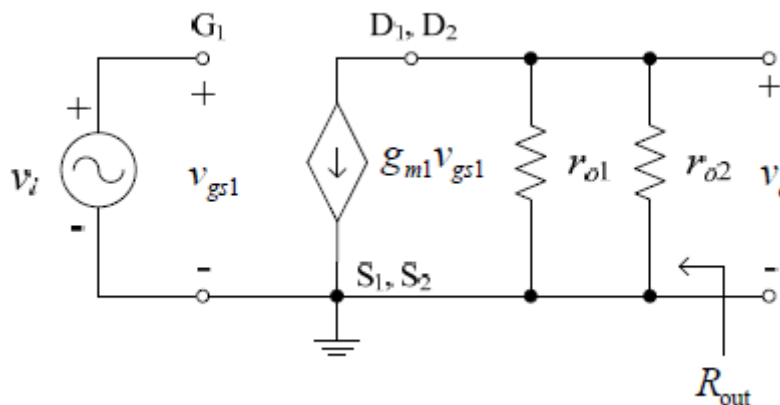 G1
D1, D2
+
+
+
vi
vgs1
gm1vgs1
ro1
ro2
-
-
S1, S2
-
Rout